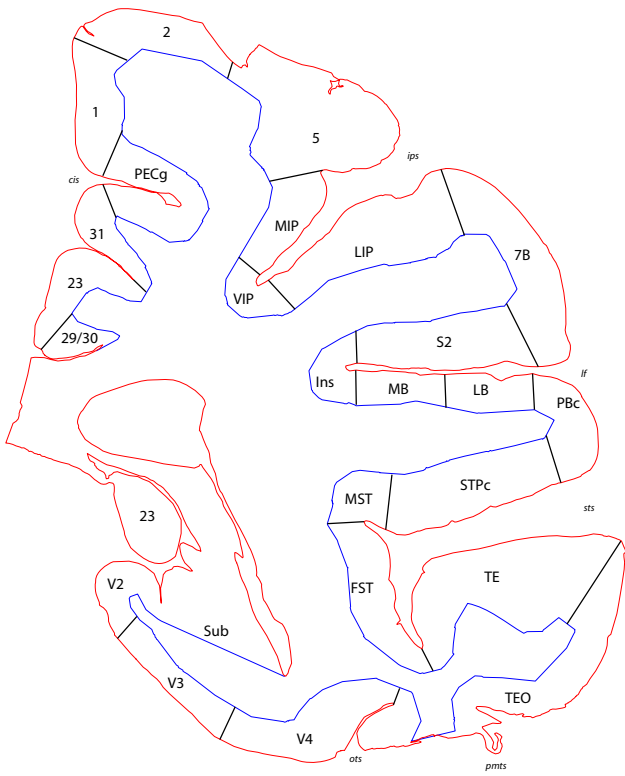 2
1
5
ips
PECg
cis
MIP
31
LIP
7B
23
VIP
29/30
S2
Ins
MB
LB
lf
PBc
MST
STPc
sts
23
V2
FST
TE
Sub
V3
TEO
V4
ots
pmts